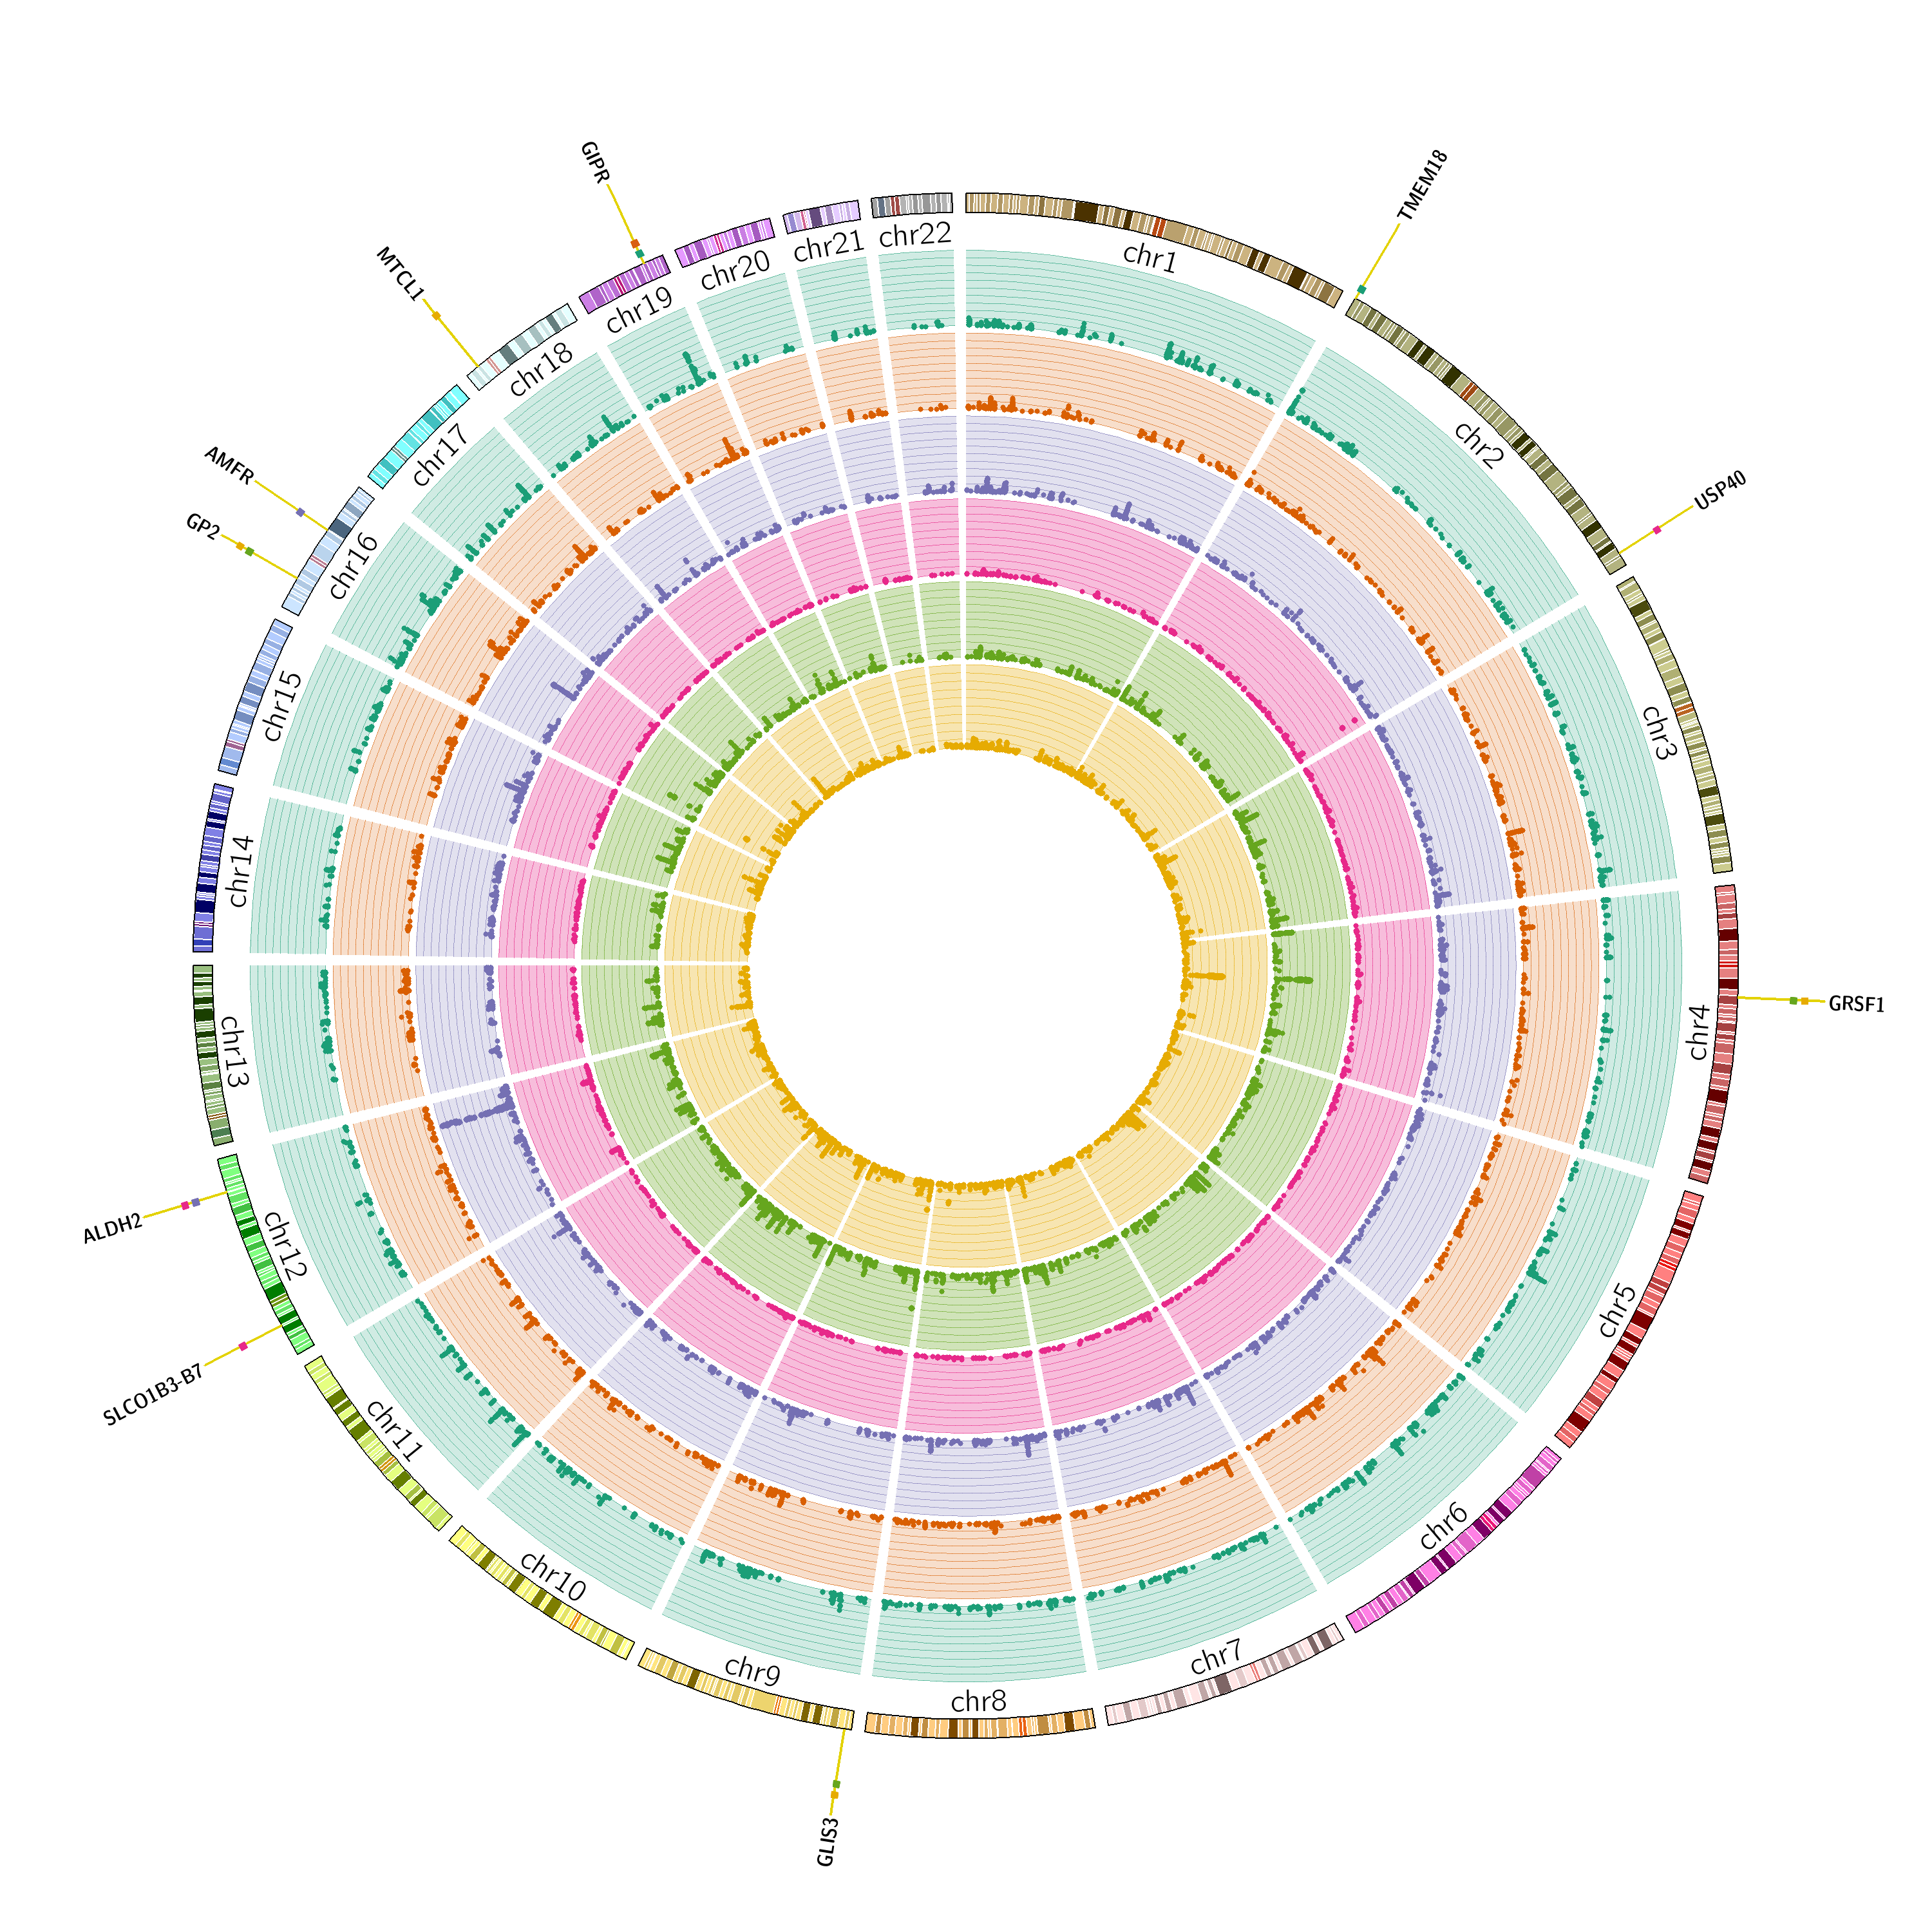 chr1
chr2
chr3
chr4
chr5
chr6
chr7
chr8
chr9
chr10
chr11
chr12
chr13
chr14
chr15
chr16
chr17
chr18
chr19
chr20
chr21
chr22
TMEM18
USP40
GRSF1
GLIS3
SLCO1B3-B7
ALDH2
GP2
AMFR
MTCL1
GIPR